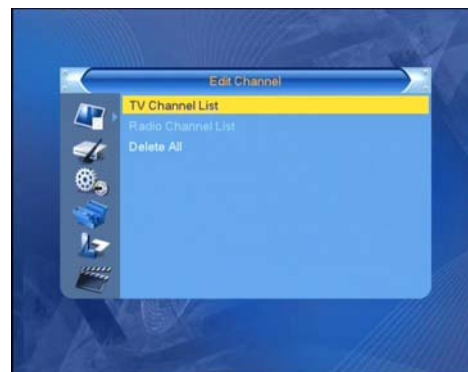 Edit Channel
TV Channel List
Radio Channel List
Delete All